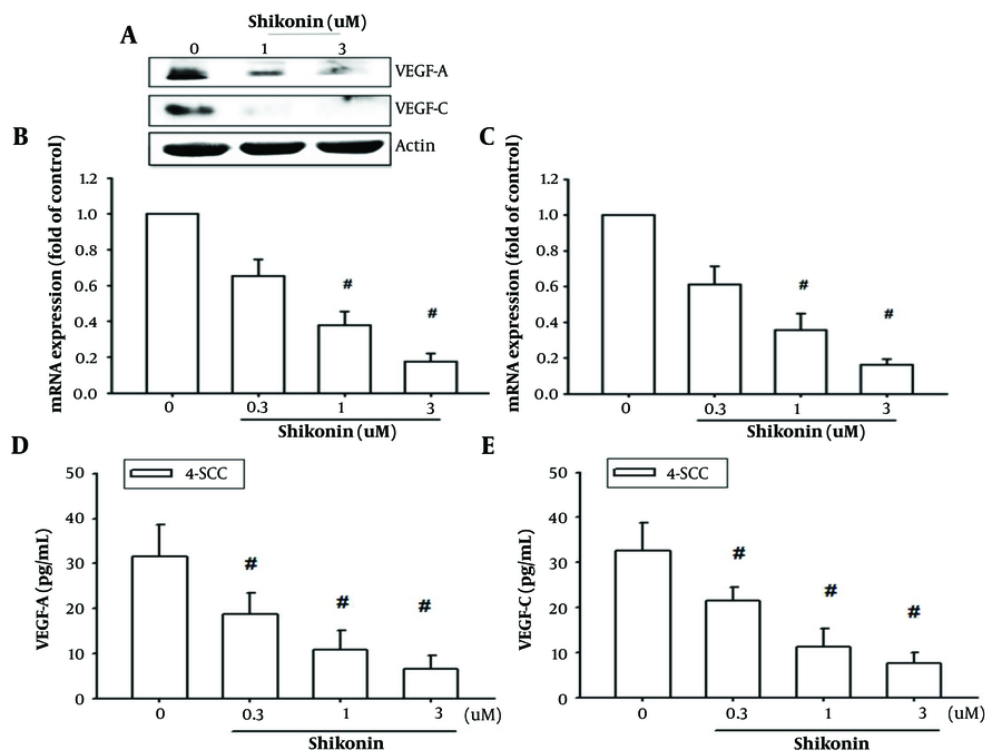 Shikonin (uM)
A
0 1 3
VEGF-A
VEGF-C
Actin
B
mRNA expression (fold of control)
1.2
1.0
0.8
0.6
0.4
0.2
0.0
# #
0 0.3 1 3
Shikonin (uM)
C
mRNA expression (fold of control)
1.2
1.0
0.8
0.6
0.4
0.2
0.0
# #
0 0.3 1 3
Shikonin (uM)
D
4-SCC
VEGF-A (pg/mL)
50
40
30
20
10
0
# # #
0 0.3 1 3 (uM)
Shikonin
E
4-SCC
VEGF-C (pg/mL)
50
40
30
20
10
0
# # #
0 0.3 1 3 (uM)
Shikonin